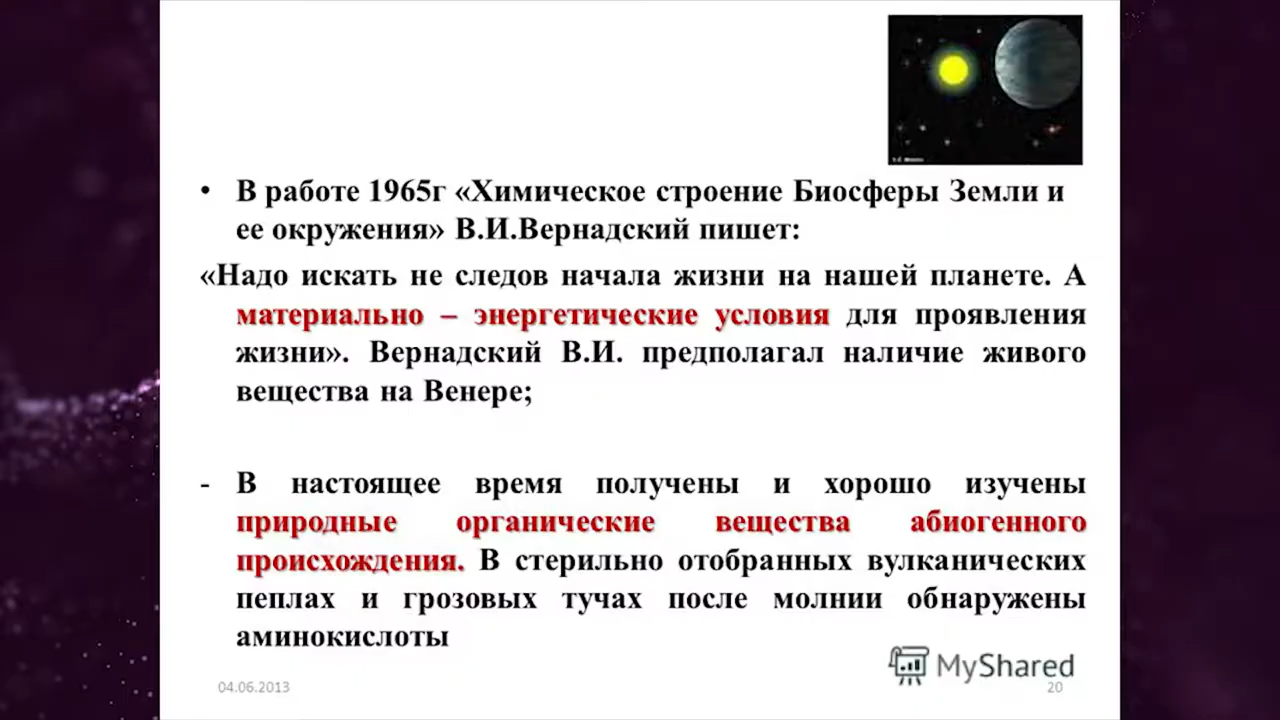 • В работе 1965г «Химическое строение Биосферы Земли и
ее окружения» В.И.Вернадский пишет:
«Надо искать не следов начала жизни на нашей планете. А
материально – энергетические условия для проявления
жизни». Вернадский В.И. предполагал наличие живого
вещества на Венере;
- В настоящее время получены и хорошо изучены
природные органические вещества абиогенного
происхождения. В стерильно отобранных вулканических
пеплах и грозовых тучах после молнии обнаружены
аминокислоты
MyShared
04.06.2013
20